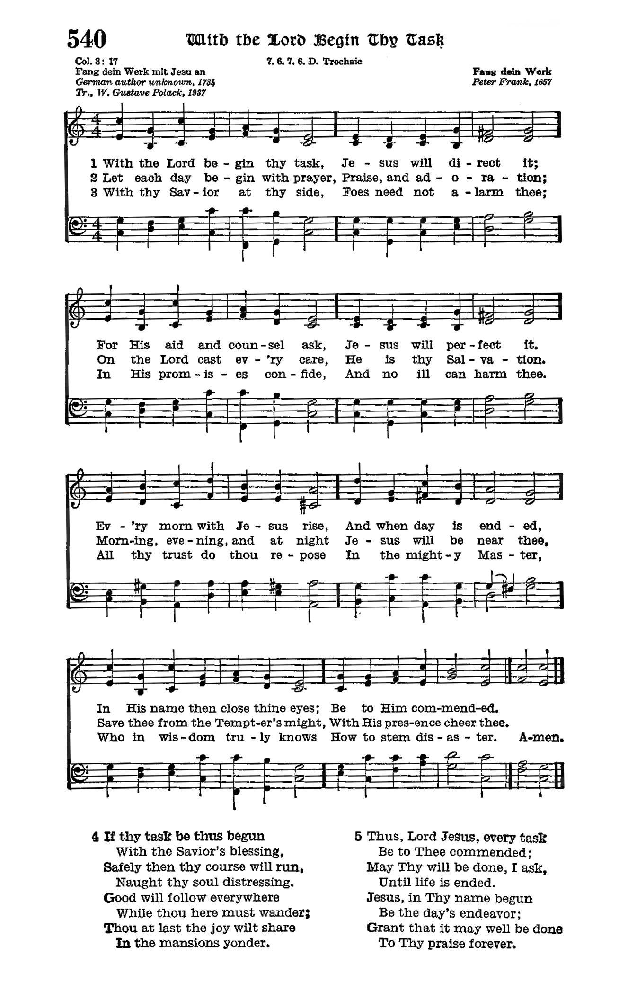 540 With the Lord Begin Thy Task
Col. 3: 17 7. 6. 7. 6. D. Trochaic
Fang dein Werk mit Jesu an Fang dein Werk
German author unknown, 1734 Peter Frank, 1657
Tr., W. Gustave Polack, 1937
4
4
1 With the Lord be - gin thy task, Je - sus will di - rect it;
2 Let each day be - gin with prayer, Praise, and ad - o - ra - tion;
3 With thy Sav - ior at thy side, Foes need not a - larm thee;
4
4
For His aid and coun - sel ask, Je - sus will per - fect it.
On the Lord cast ev - 'ry care, He is thy Sal - va - tion.
In His prom - is - es con - fide, And no ill can harm thee.
Ev - 'ry morn with Je - sus rise, And when day is end - ed,
Morn-ing, eve - ning, and at night Je - sus will be near thee,
All thy trust do thou re - pose In the might - y Mas - ter,
In His name then close thine eyes; Be to Him com-mend-ed.
Save thee from the Tempt-er's might, With His pres-ence cheer thee.
Who in wis - dom tru - ly knows How to stem dis - as - ter. A-men.
4 If thy task be thus begun
With the Savior's blessing,
Safely then thy course will run,
Naught thy soul distressing.
Good will follow everywhere
While thou here must wander;
Thou at last the joy wilt share
In the mansions yonder.
5 Thus, Lord Jesus, every task
Be to Thee commended;
May Thy will be done, I ask,
Until life is ended.
Jesus, in Thy name begun
Be the day's endeavor;
Grant that it may well be done
To Thy praise forever.